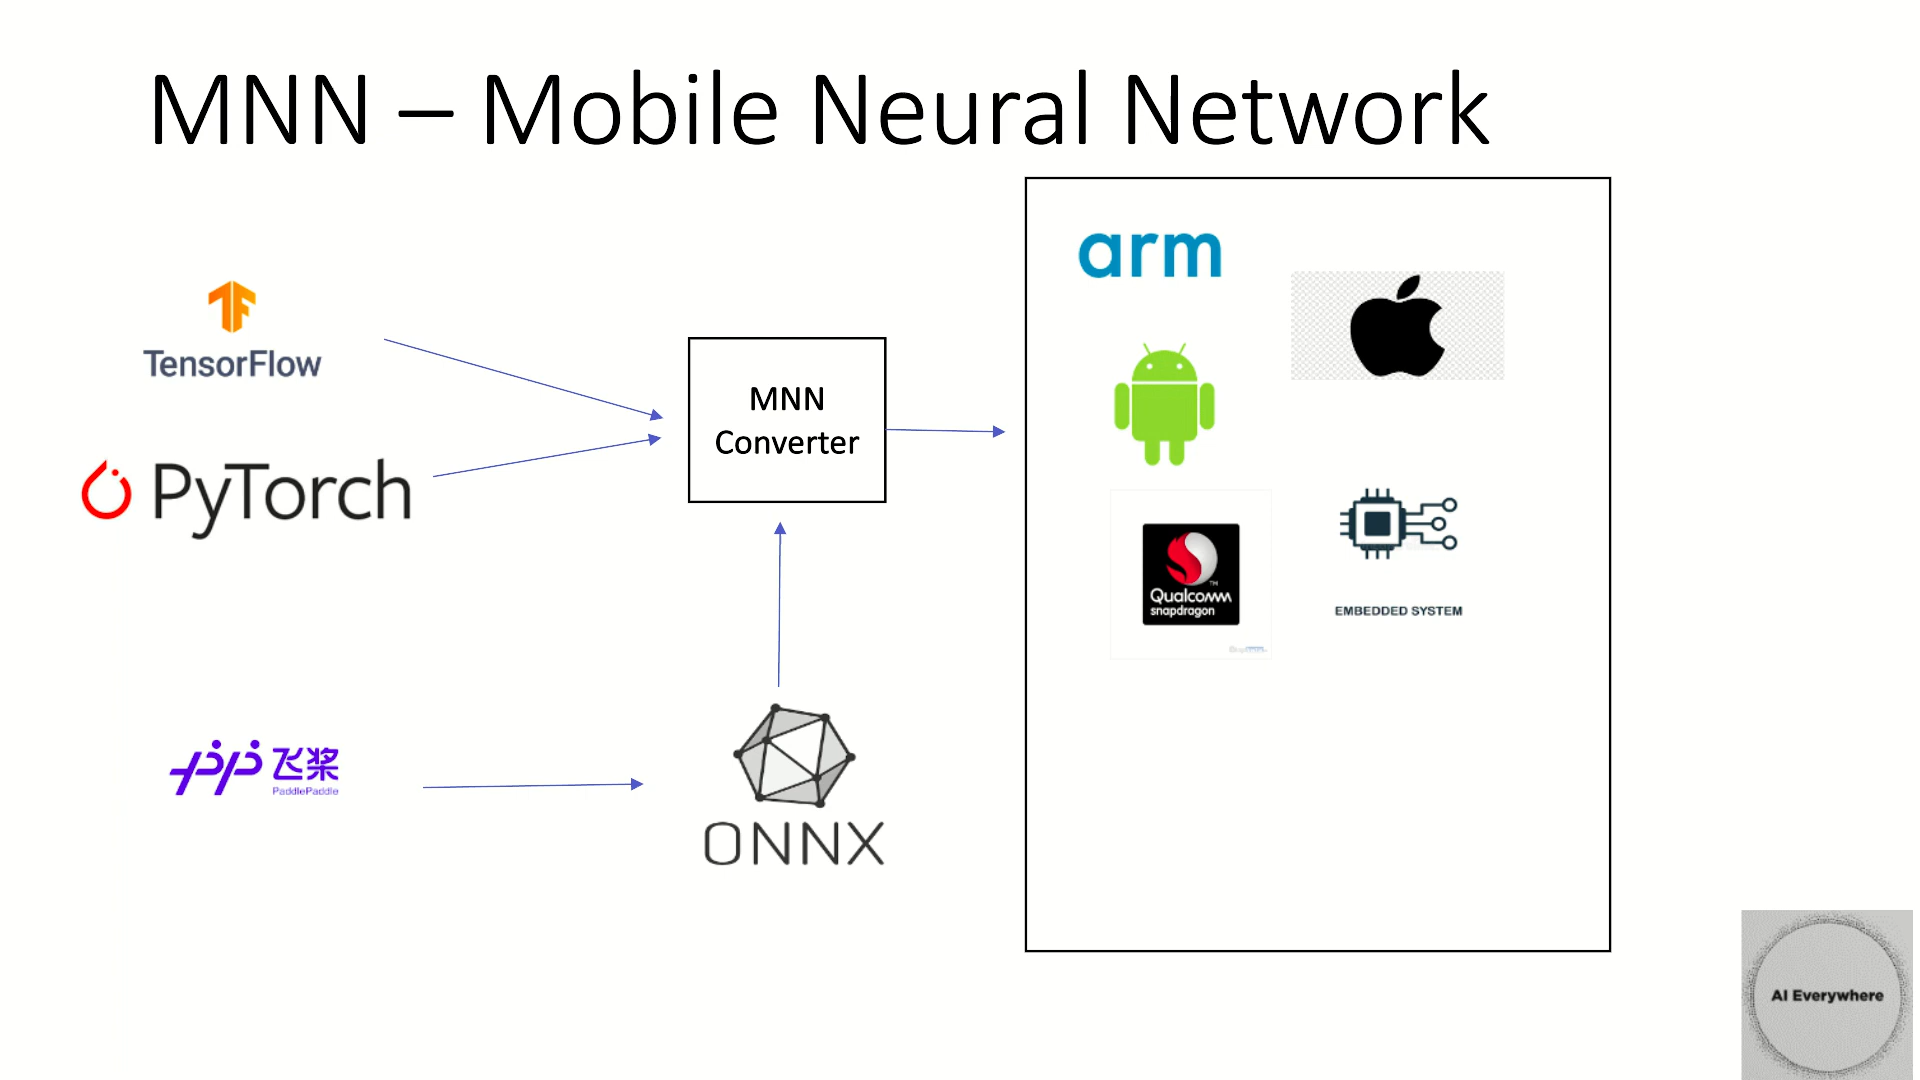 MNN – Mobile Neural Network
TensorFlow
PyTorch
MNN
Converter
arm
Qualcomm
snapdragon
EMBEDDED SYSTEM
飞桨
PaddlePaddle
ONNX
AI Everywhere